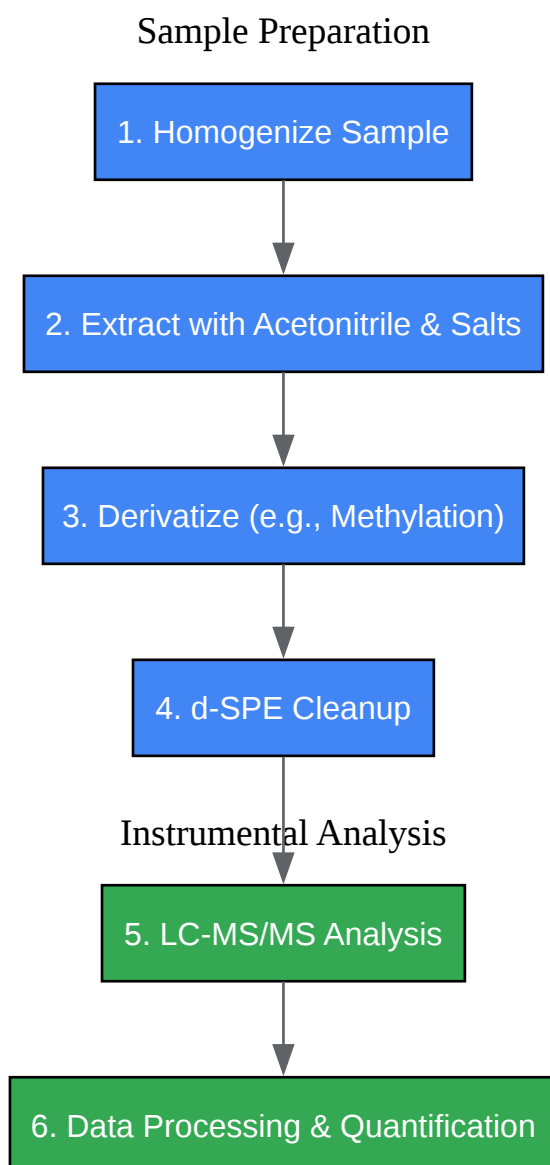 Sample Preparation
1. Homogenize Sample
2. Extract with Acetonitrile & Salts
3. Derivatize (e.g., Methylation)
4. d-SPE Cleanup
Instrumental Analysis
5. LC-MS/MS Analysis
6. Data Processing & Quantification